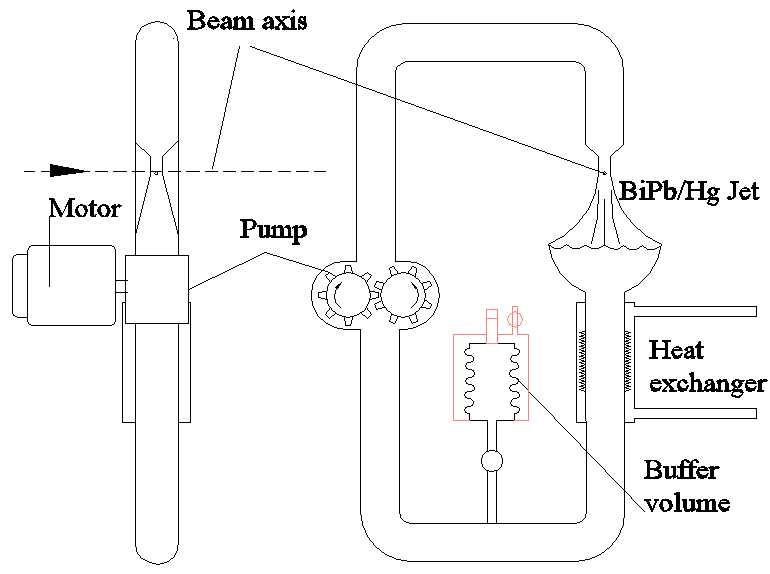 Beam axis
BiPb/Hg Jet
Motor
Pump
Heat
exchanger
Buffer
volume